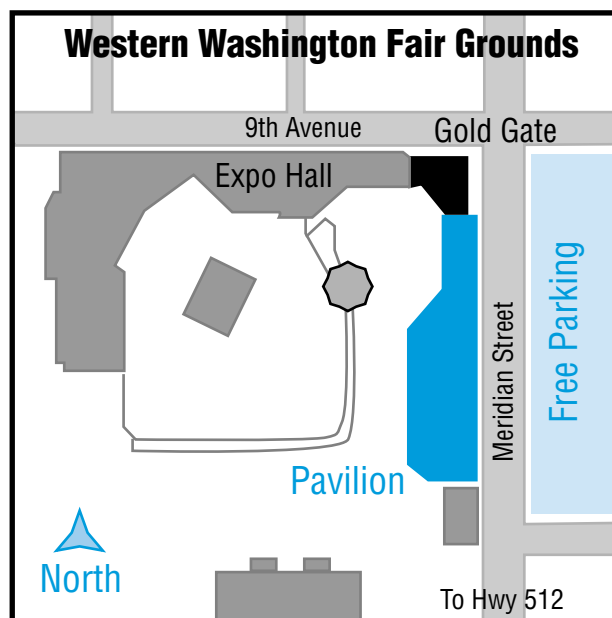 Western Washington Fair Grounds
9th Avenue
Gold Gate
Expo Hall
Meridian Street
Free Parking
Pavilion
North
To Hwy 512